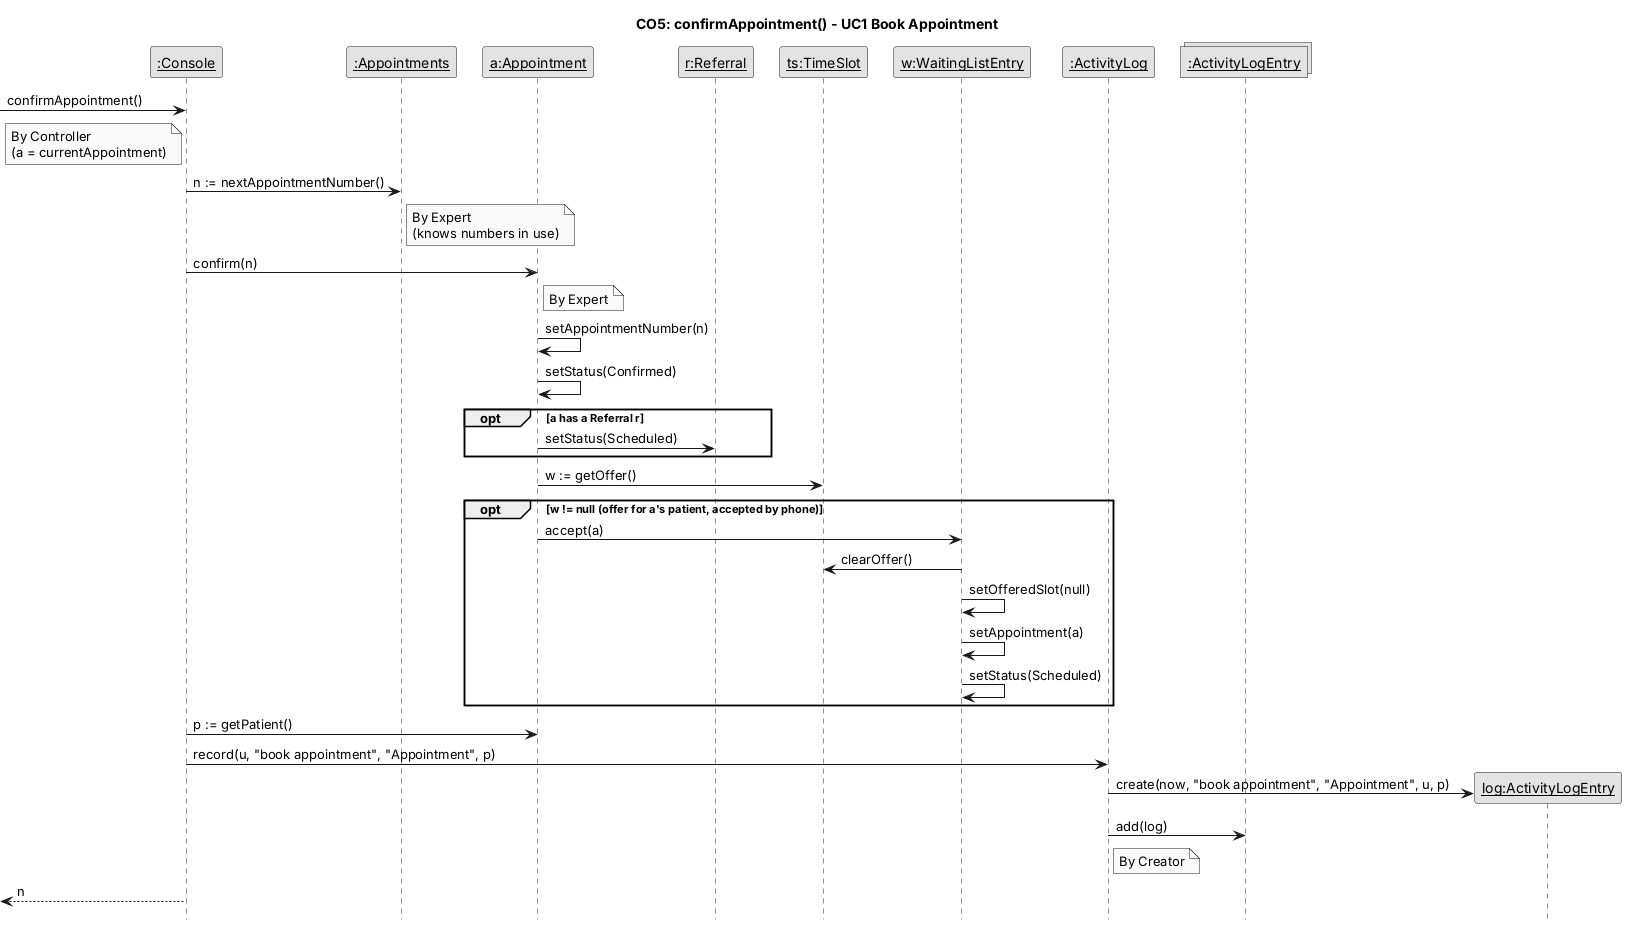 CO5: confirmAppointment() - UC1 Book Appointment
:Console
:Appointments
a:Appointment
r:Referral
ts:TimeSlot
w:WaitingListEntry
:ActivityLog
:ActivityLogEntry
confirmAppointment()
By Controller
(a = currentAppointment)
n := nextAppointmentNumber()
By Expert
(knows numbers in use)
confirm(n)
By Expert
setAppointmentNumber(n)
setStatus(Confirmed)
opt
[a has a Referral r]
setStatus(Scheduled)
w := getOffer()
opt
[w != null (offer for a's patient, accepted by phone)]
accept(a)
clearOffer()
setOfferedSlot(null)
setAppointment(a)
setStatus(Scheduled)
p := getPatient()
record(u, "book appointment", "Appointment", p)
create(now, "book appointment", "Appointment", u, p)
log:ActivityLogEntry
add(log)
By Creator
n